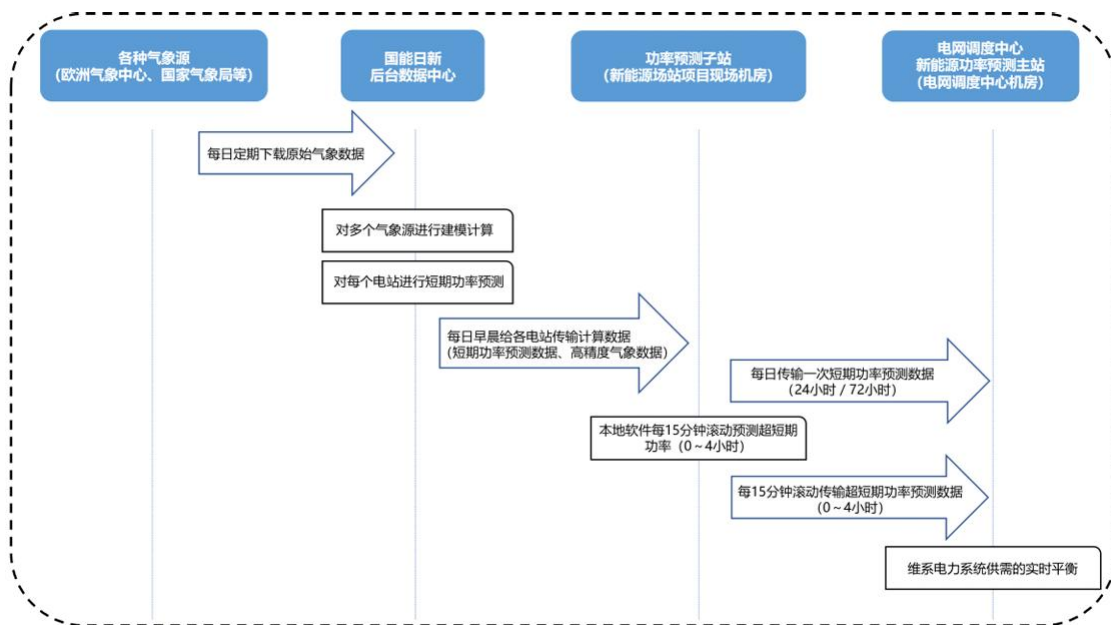 各种气象源
（欧洲气象中心、国家气象局等）
国能日新
后台数据中心
功率预测子站
（新能源场站项目现场机房）
电网调度中心
新能源功率预测主站
（电网调度中心机房）
每日定期下载原始气象数据
对多个气象源进行建模计算
对每个电站进行短期功率预测
每日早晨给各电站传输计算数据
（短期功率预测数据、高精度气象数据）
每日传输一次短期功率预测数据
（24小时 / 72小时）
本地软件每15分钟滚动预测超短期
功率（0～4小时）
每15分钟滚动传输超短期功率预测数据
（0～4小时）
维系电力系统供需的实时平衡